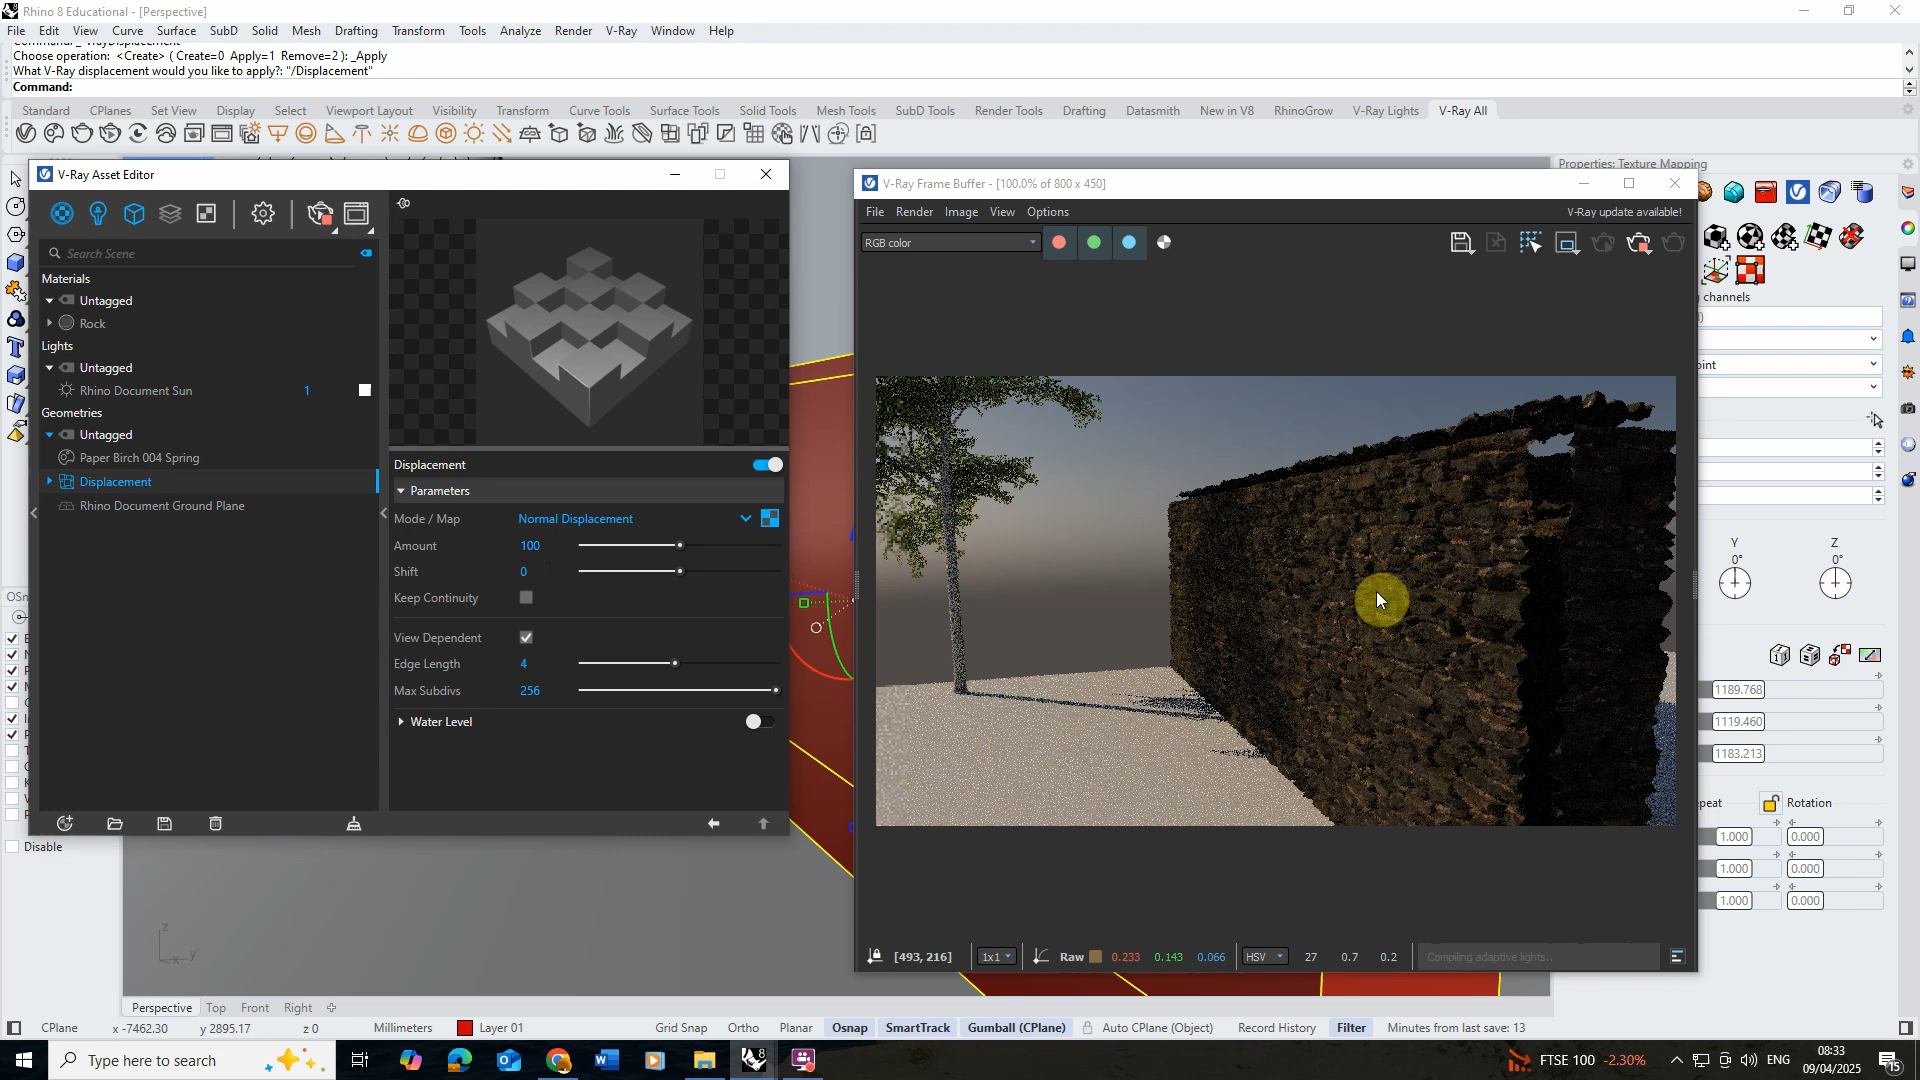 Rhino 8 Educational - [Perspective]
File Edit View Curve Surface SubD Solid Mesh Drafting Transform Tools Analyze Render V-Ray Window Help
Choose operation: <Create> ( Create=0 Apply=1 Remove=2 ): _Apply
What V-Ray displacement would you like to apply?: "/Displacement"
Command:
Standard CPlanes Set View Display Select Viewport Layout Visibility Transform Curve Tools Surface Tools Solid Tools Mesh Tools SubD Tools Render Tools Drafting Datasmith New in V8 RhinoGrow V-Ray Lights V-Ray All
Properties: Texture Mapping
V-Ray Asset Editor
V-Ray Frame Buffer - [100.0% of 800 x 450]
File Render Image View Options
V-Ray update available!
RGB color
Search Scene
Materials
Untagged
Rock
Lights
Untagged
Rhino Document Sun 1
Geometries
Untagged
Paper Birch 004 Spring
Displacement
Rhino Document Ground Plane
Displacement
Parameters
Mode / Map Normal Displacement
Amount 100
Shift 0
Keep Continuity
View Dependent
Edge Length 4
Max Subdivs 256
Water Level
Y Z
0° 0°
1189.768
1119.460
1183.213
Rotation
1.000 0.000
1.000 0.000
1.000 0.000
Disable
[493, 216] 1x1 Raw 0.233 0.143 0.066 HSV 27 0.7 0.2 Compiling adaptive lights..
z
x y
Perspective Top Front Right
CPlane x -7462.30 y 2895.17 z 0 Millimeters Layer 01 Grid Snap Ortho Planar Osnap SmartTrack Gumball (CPlane) Auto CPlane (Object) Record History Filter Minutes from last save: 13
Type here to search
FTSE 100 -2.30%
ENG
08:33
09/04/2025
15